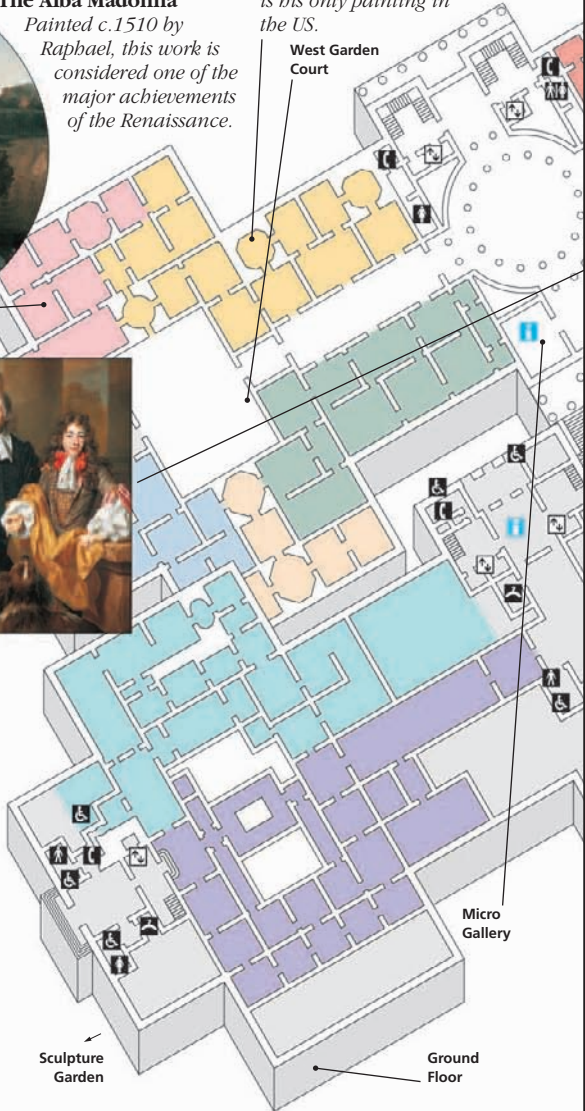 The Alba Madonna
Painted c.1510 by
Raphael, this work is
considered one of the
major achievements
of the Renaissance.
is his only painting in
the US.
West Garden
Court
Micro
Gallery
Sculpture
Garden
Ground
Floor